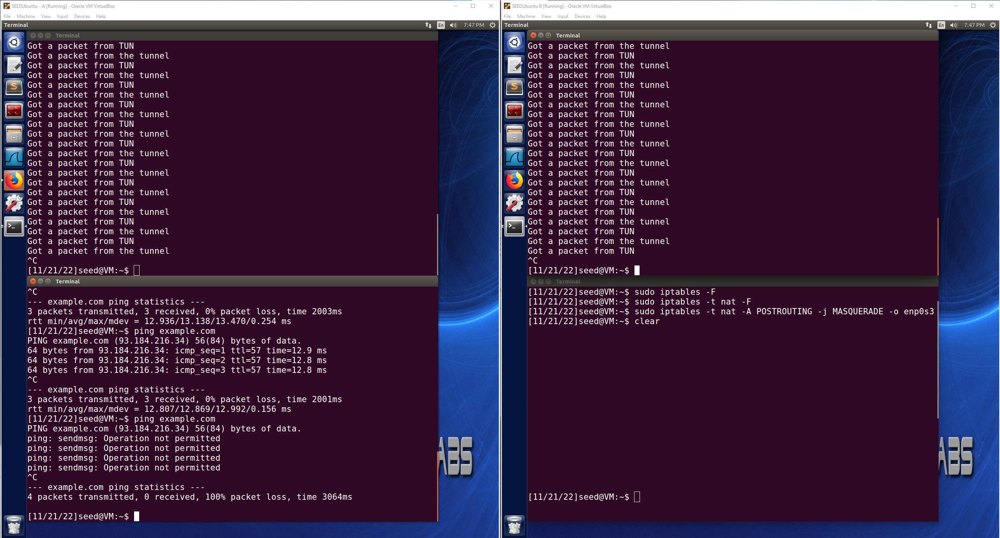 SEEDUbuntu - A [Running] - Oracle VM VirtualBox
File Machine View Input Devices Help
Terminal En 7:47 PM
Terminal
Got a packet from TUN
Got a packet from the tunnel
Got a packet from TUN
Got a packet from the tunnel
Got a packet from TUN
Got a packet from the tunnel
Got a packet from TUN
Got a packet from the tunnel
Got a packet from TUN
Got a packet from the tunnel
Got a packet from TUN
Got a packet from the tunnel
Got a packet from TUN
Got a packet from the tunnel
Got a packet from TUN
Got a packet from the tunnel
Got a packet from TUN
Got a packet from the tunnel
Got a packet from TUN
Got a packet from the tunnel
Got a packet from TUN
Got a packet from the tunnel
^C
[11/21/22]seed@VM:~$
Terminal
^C
--- example.com ping statistics ---
3 packets transmitted, 3 received, 0% packet loss, time 2003ms
rtt min/avg/max/mdev = 12.936/13.138/13.470/0.254 ms
[11/21/22]seed@VM:~$ ping example.com
PING example.com (93.184.216.34) 56(84) bytes of data.
64 bytes from 93.184.216.34: icmp_seq=1 ttl=57 time=12.9 ms
64 bytes from 93.184.216.34: icmp_seq=2 ttl=57 time=12.8 ms
64 bytes from 93.184.216.34: icmp_seq=3 ttl=57 time=12.8 ms
^C
--- example.com ping statistics ---
3 packets transmitted, 3 received, 0% packet loss, time 2001ms
rtt min/avg/max/mdev = 12.807/12.869/12.992/0.156 ms
[11/21/22]seed@VM:~$ ping example.com
PING example.com (93.184.216.34) 56(84) bytes of data.
ping: sendmsg: Operation not permitted
ping: sendmsg: Operation not permitted
ping: sendmsg: Operation not permitted
ping: sendmsg: Operation not permitted
^C
--- example.com ping statistics ---
4 packets transmitted, 0 received, 100% packet loss, time 3064ms
[11/21/22]seed@VM:~$
ABS
SEEDUbuntu B [Running] - Oracle VM VirtualBox
File Machine View Input Devices Help
Terminal En 7:47 PM
Terminal
Got a packet from the tunnel
Got a packet from TUN
Got a packet from the tunnel
Got a packet from TUN
Got a packet from the tunnel
Got a packet from TUN
Got a packet from the tunnel
Got a packet from TUN
Got a packet from the tunnel
Got a packet from TUN
Got a packet from the tunnel
Got a packet from TUN
Got a packet from the tunnel
Got a packet from TUN
Got a packet from the tunnel
Got a packet from TUN
Got a packet from the tunnel
Got a packet from TUN
Got a packet from the tunnel
Got a packet from TUN
Got a packet from the tunnel
Got a packet from TUN
^C
[11/21/22]seed@VM:~$
Terminal
[11/21/22]seed@VM:~$ sudo iptables -F
[11/21/22]seed@VM:~$ sudo iptables -t nat -F
[11/21/22]seed@VM:~$ sudo iptables -t nat -A POSTROUTING -j MASQUERADE -o enp0s3
[11/21/22]seed@VM:~$ clear
[11/21/22]seed@VM:~$
ABS